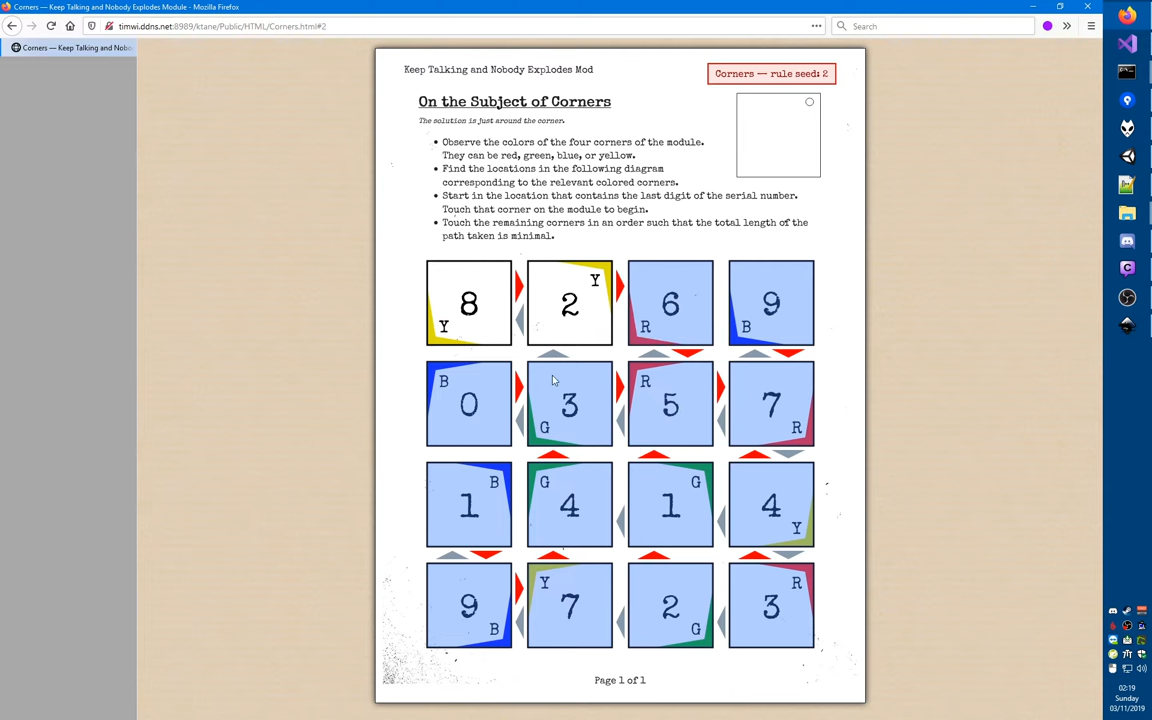 Corners — Keep Talking and Nobody Explodes Module - Mozilla Firefox
timwi.ddns.net:8989/ktane/Public/HTML/Corners.html#2
Search
Corners — Keep Talking and Nob
Keep Talking and Nobody Explodes Mod
Corners — rule seed: 2
On the Subject of Corners
The solution is just around the corner.
• Observe the colors of the four corners of the module.
They can be red, green, blue, or yellow.
• Find the locations in the following diagram
corresponding to the relevant colored corners.
• Start in the location that contains the last digit of the serial number.
Touch that corner on the module to begin.
• Touch the remaining corners in an order such that the total length of the
path taken is minimal.
8 Y 2 Y 6 R 9 B
B 0 3 G R 5 7 R
1 B G 4 1 G 4 Y
9 B Y 7 2 G 3 R
Page 1 of 1
02:19
Sunday
03/11/2019